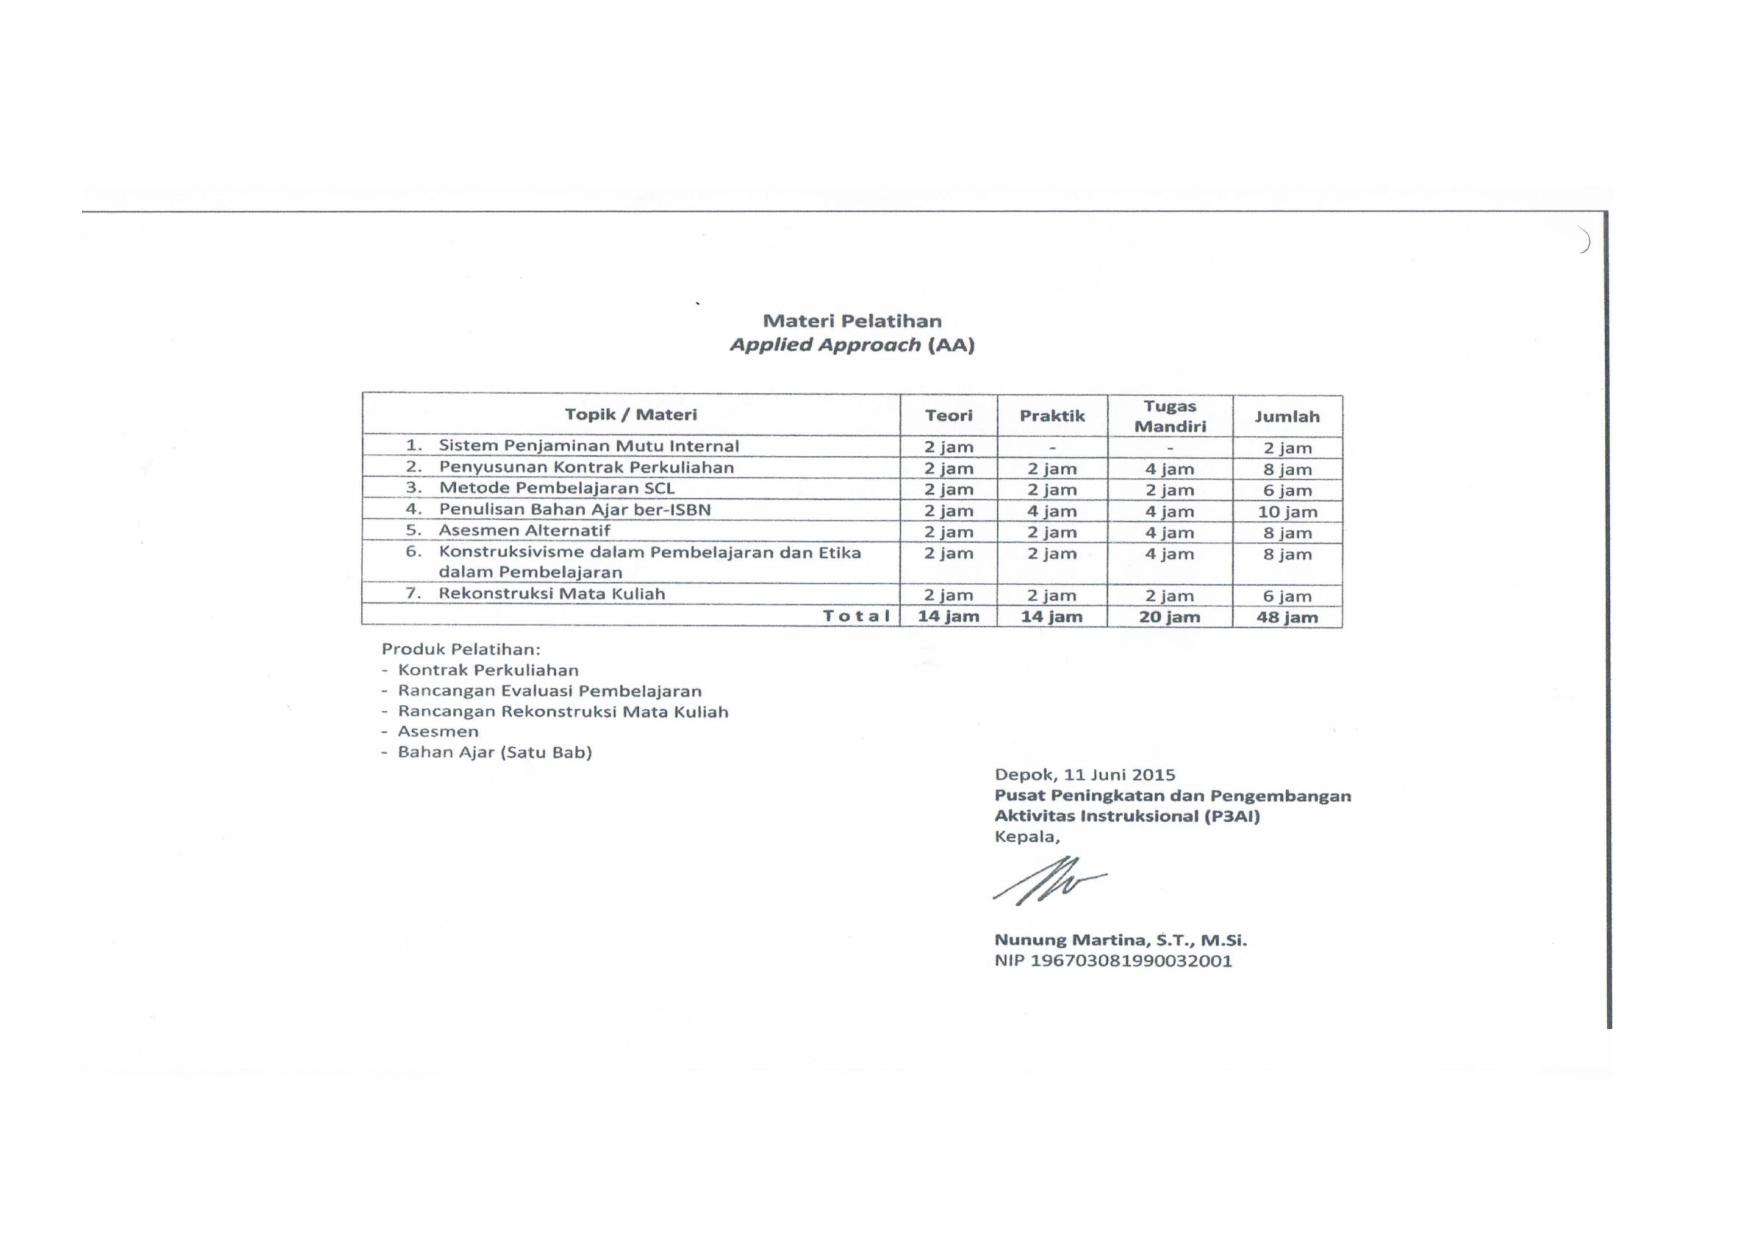 Materi Pelatihan
Applied Approach (AA)
Topik / Materi Teori Praktik Tugas Mandiri Jumlah
1. Sistem Penjaminan Mutu Internal 2 jam - - 2 jam
2. Penyusunan Kontrak Perkuliahan 2 jam 2 jam 4 jam 8 jam
3. Metode Pembelajaran SCL 2 jam 2 jam 2 jam 6 jam
4. Penulisan Bahan Ajar ber-ISBN 2 jam 4 jam 4 jam 10 jam
5. Asesmen Alternatif 2 jam 2 jam 4 jam 8 jam
6. Konstruksivisme dalam Pembelajaran dan Etika 2 jam 2 jam 4 jam 8 jam
dalam Pembelajaran
7. Rekonstruksi Mata Kuliah 2 jam 2 jam 2 jam 6 jam
Total 14 jam 14 jam 20 jam 48 jam
Produk Pelatihan:
- Kontrak Perkuliahan
- Rancangan Evaluasi Pembelajaran
- Rancangan Rekonstruksi Mata Kuliah
- Asesmen
- Bahan Ajar (Satu Bab)
Depok, 11 Juni 2015
Pusat Peningkatan dan Pengembangan
Aktivitas Instruksional (P3AI)
Kepala,
Nunung Martina, S.T., M.Si.
NIP 196703081990032001